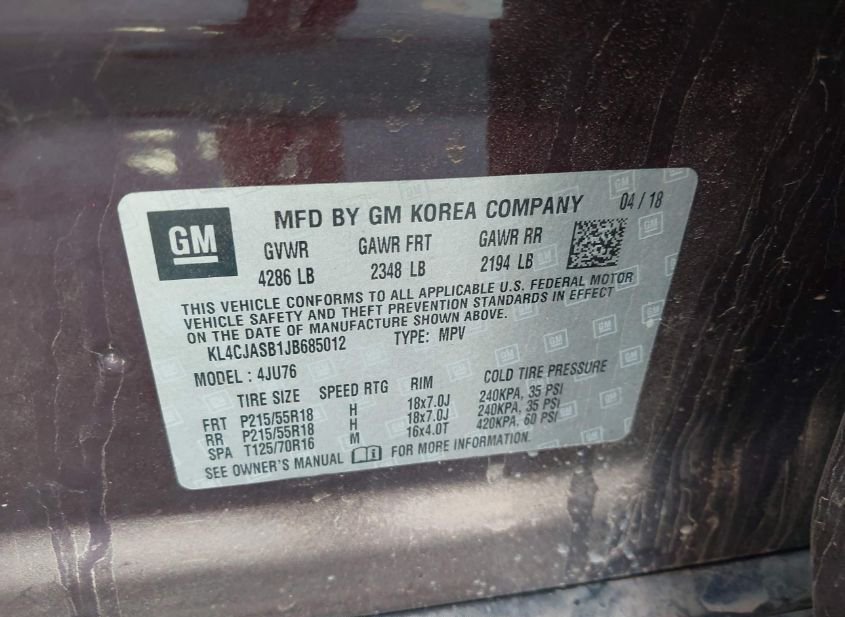 GM
MFD BY GM KOREA COMPANY 04/18
GVWR GAWR FRT GAWR RR
4286 LB 2348 LB 2194 LB
THIS VEHICLE CONFORMS TO ALL APPLICABLE U.S. FEDERAL MOTOR
VEHICLE SAFETY AND THEFT PREVENTION STANDARDS IN EFFECT
ON THE DATE OF MANUFACTURE SHOWN ABOVE.
KL4CJASB1JB685012 TYPE: MPV
MODEL: 4JU76
TIRE SIZE SPEED RTG RIM COLD TIRE PRESSURE
FRT P215/55R18 H 18x7.0J 240KPA, 35 PSI
RR P215/55R18 H 18x7.0J 240KPA, 35 PSI
SPA T125/70R16 M 16x4.0T 420KPA, 60 PSI
SEE OWNER'S MANUAL FOR MORE INFORMATION.